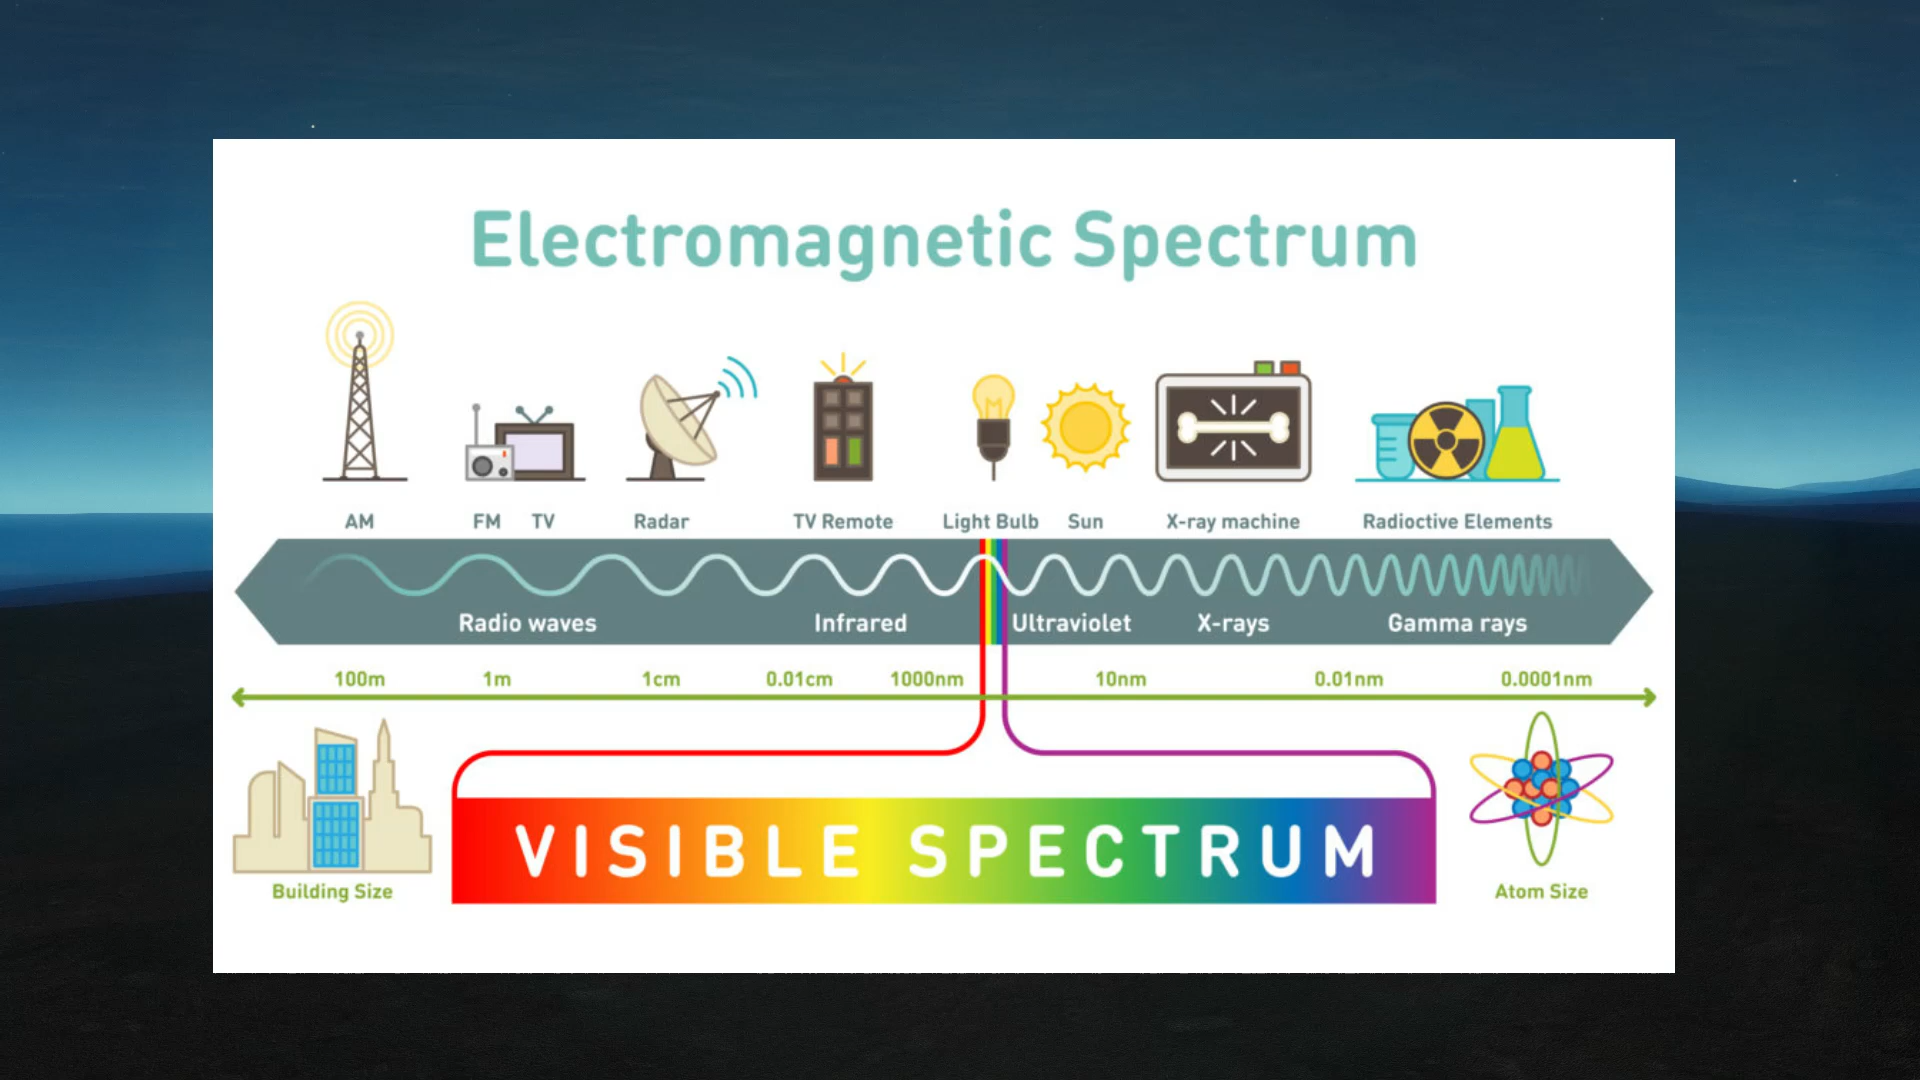 Electromagnetic Spectrum
AM FM TV Radar TV Remote Light Bulb Sun X-ray machine Radioctive Elements
Radio waves Infrared Ultraviolet X-rays Gamma rays
100m 1m 1cm 0.01cm 1000nm 10nm 0.01nm 0.0001nm
VISIBLE SPECTRUM
Building Size Atom Size